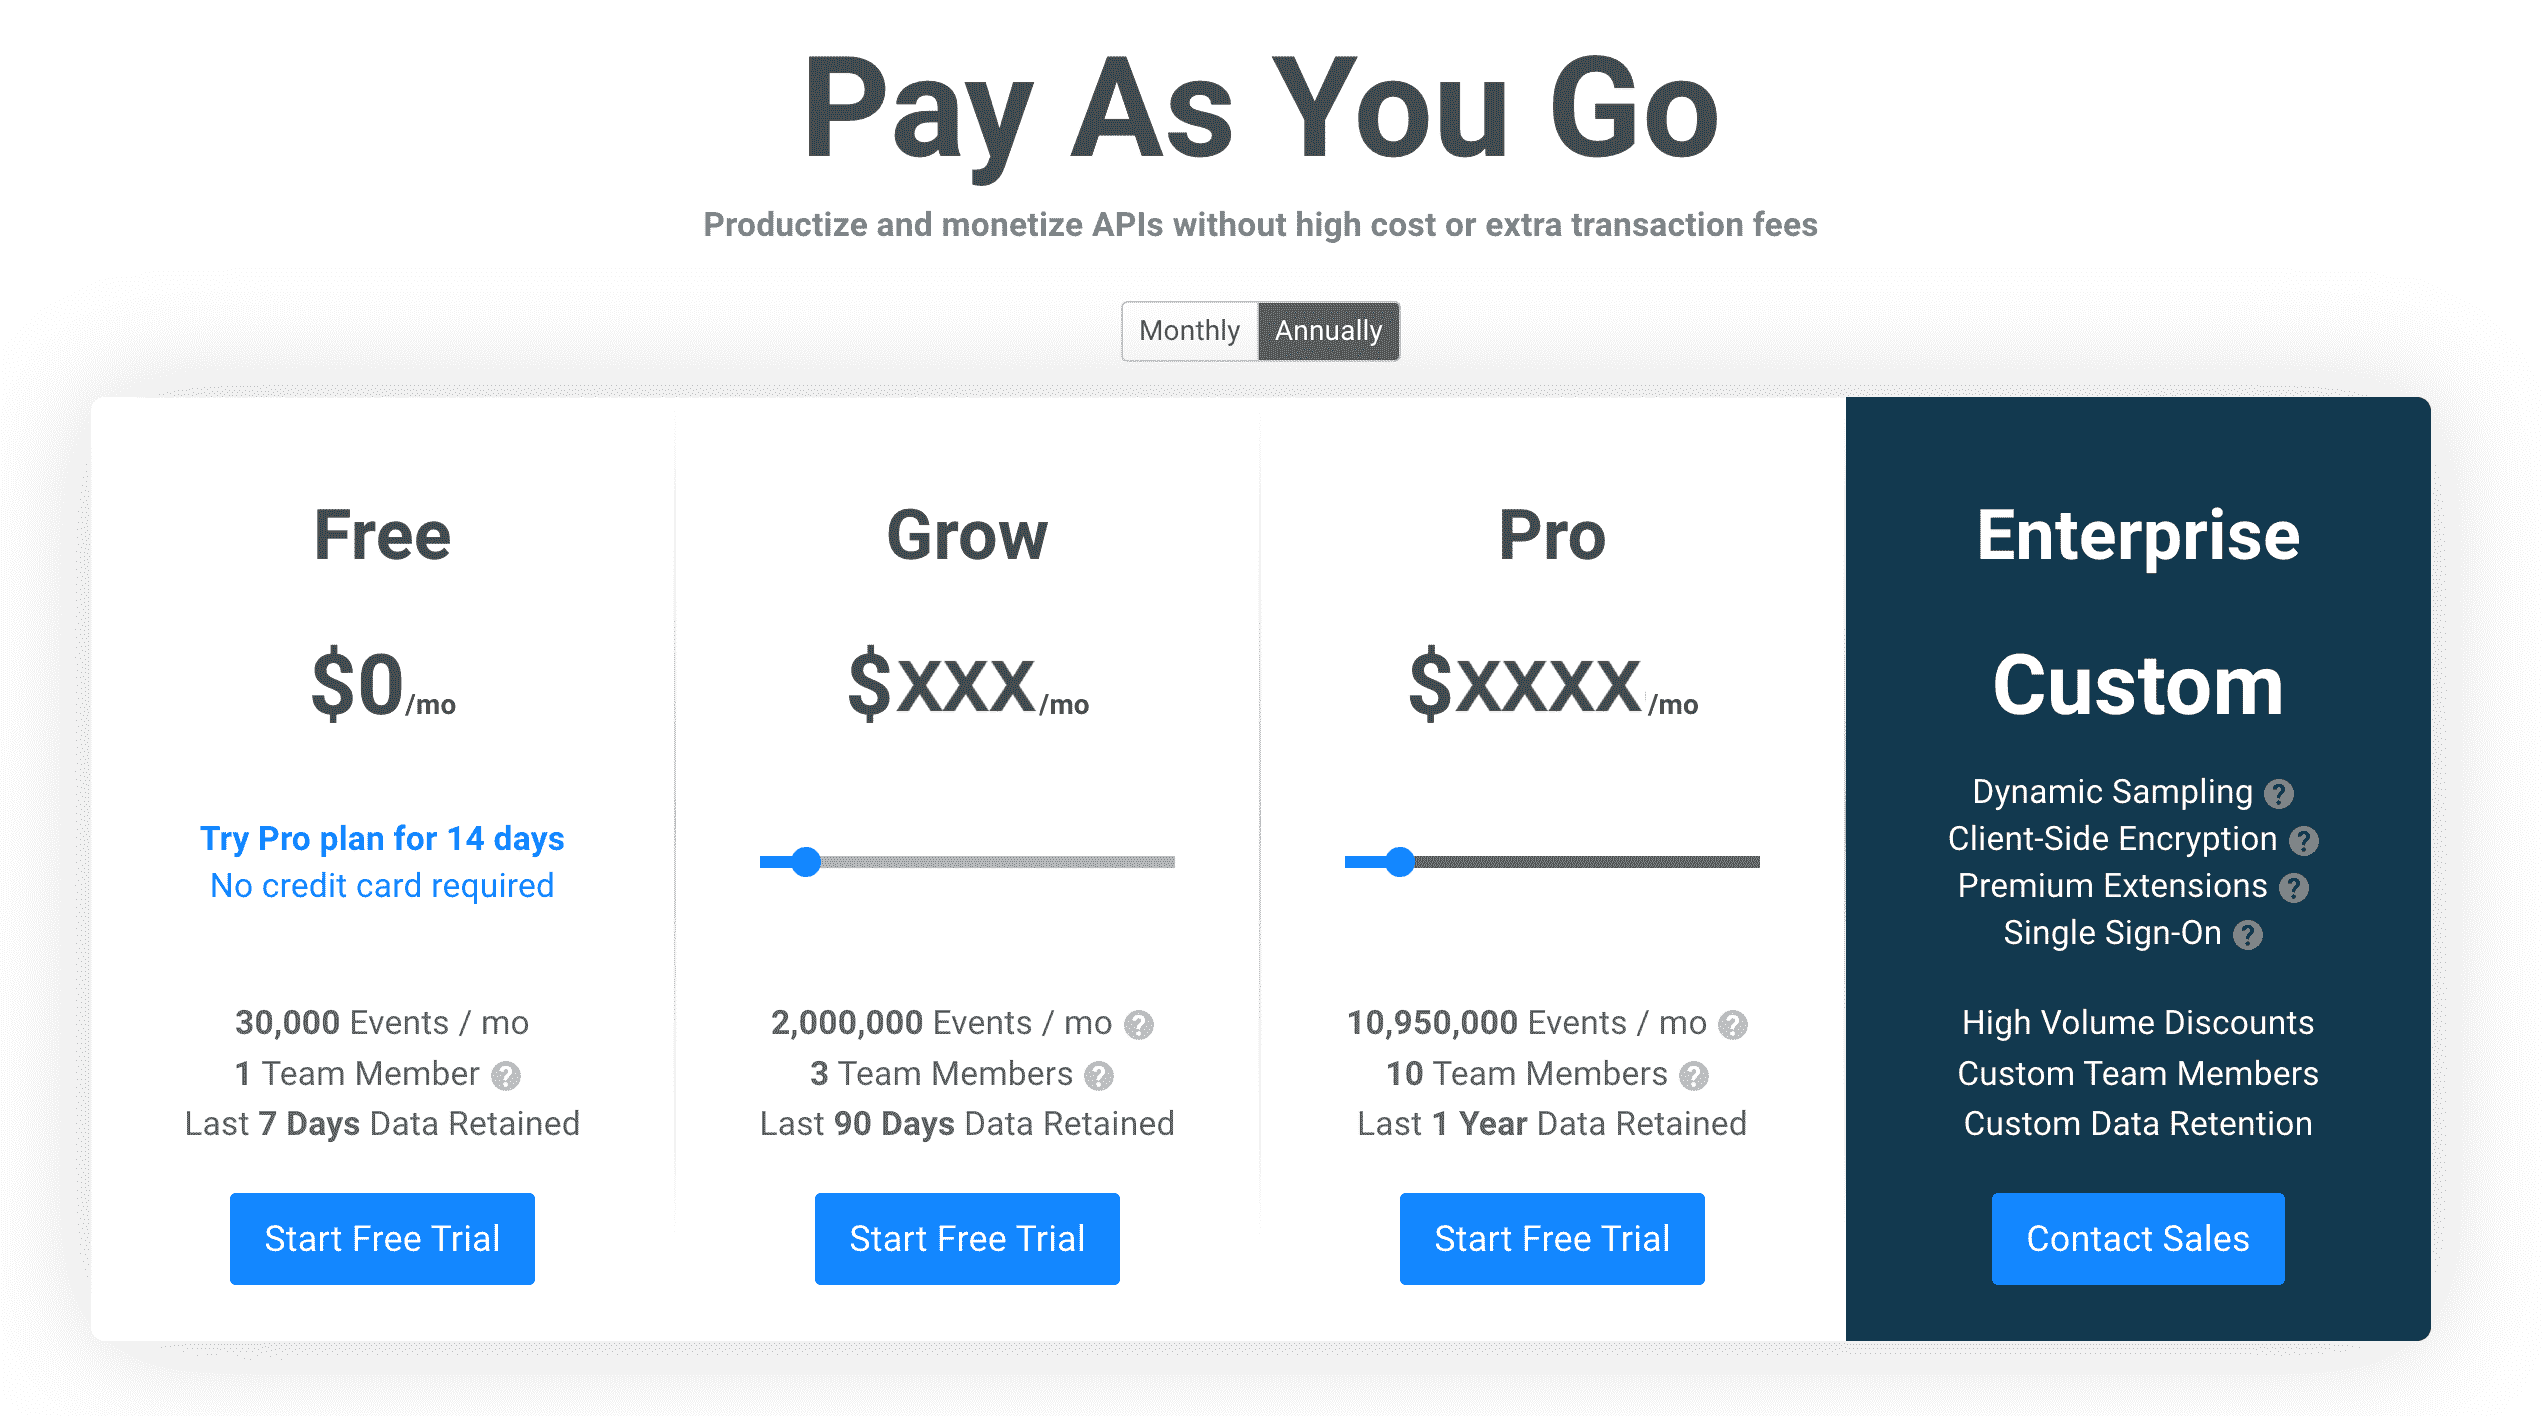 Pay As You Go
Productize and monetize APIs without high cost or extra transaction fees
Monthly Annually
Free
$0/mo
Try Pro plan for 14 days
No credit card required
30,000 Events / mo
1 Team Member ?
Last 7 Days Data Retained
Start Free Trial
Grow
$XXX/mo
2,000,000 Events / mo ?
3 Team Members ?
Last 90 Days Data Retained
Start Free Trial
Pro
$XXXX/mo
10,950,000 Events / mo ?
10 Team Members ?
Last 1 Year Data Retained
Start Free Trial
Enterprise
Custom
Dynamic Sampling ?
Client-Side Encryption ?
Premium Extensions ?
Single Sign-On ?
High Volume Discounts
Custom Team Members
Custom Data Retention
Contact Sales